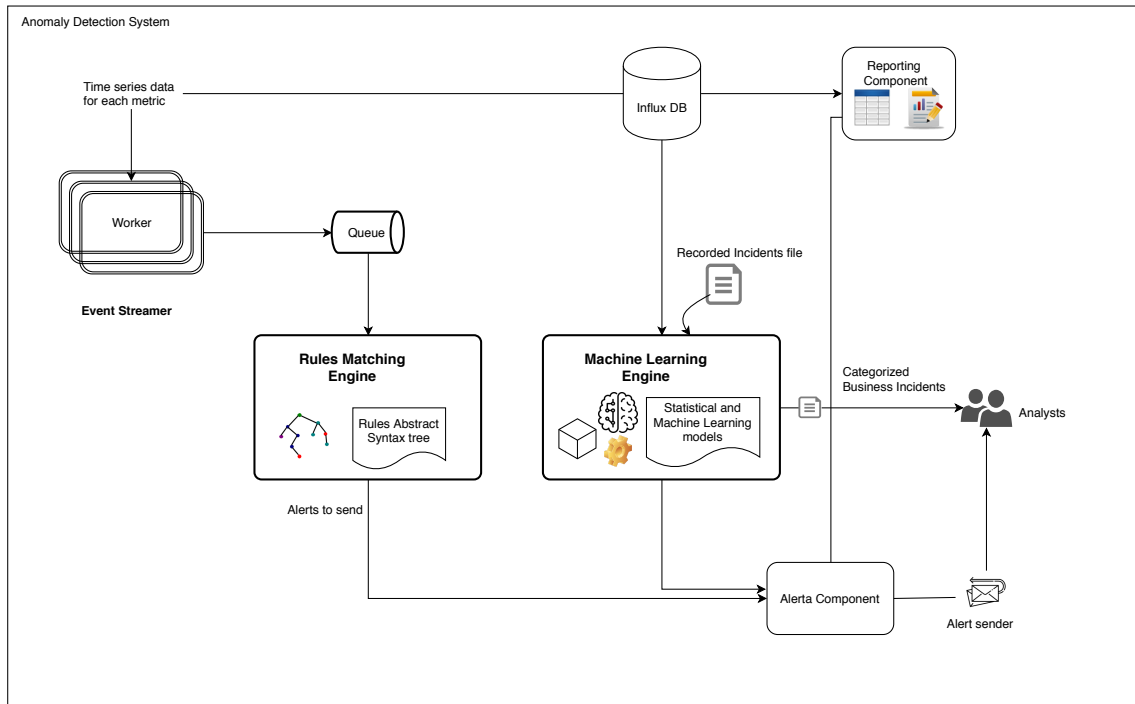 Anomaly Detection System
Time series data
for each metric
Influx DB
Reporting
Component
Worker
Queue
Event Streamer
Recorded Incidents file
Rules Matching
Engine
Rules Abstract
Syntax tree
Machine Learning
Engine
Statistical and
Machine Learning
models
Categorized
Business Incidents
Analysts
Alerts to send
Alerta Component
Alert sender